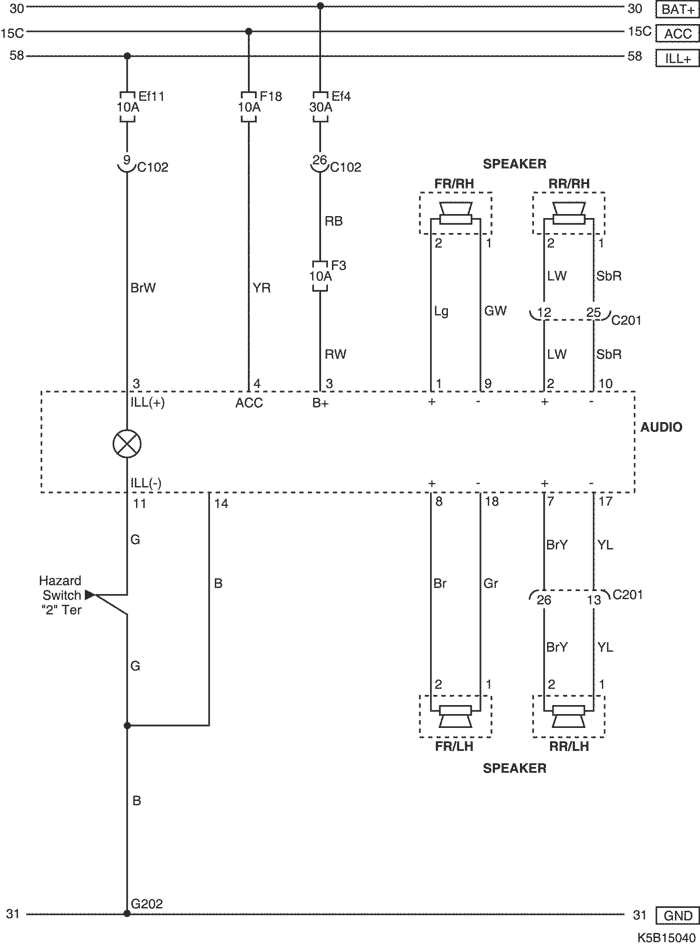 30 30 BAT+
15C 15C ACC
58 58 ILL+
Ef11 F18 Ef4
10A 10A 30A
9 C102 26 C102
SPEAKER
FR/RH RR/RH
2 1 2 1
RB
LW SbR
F3
10A
BrW YR
Lg GW
12 25 C201
RW
LW SbR
3 4 3 1 9 2 10
ILL(+) ACC B+ + - + -
AUDIO
ILL(-) + - + -
11 14 8 18 7 17
G
BrY YL
Hazard
Switch
"2" Ter
B Br Gr
26 13 C201
G
BrY YL
2 1 2 1
FR/LH RR/LH
SPEAKER
B
G202
31 31 GND
K5B15040